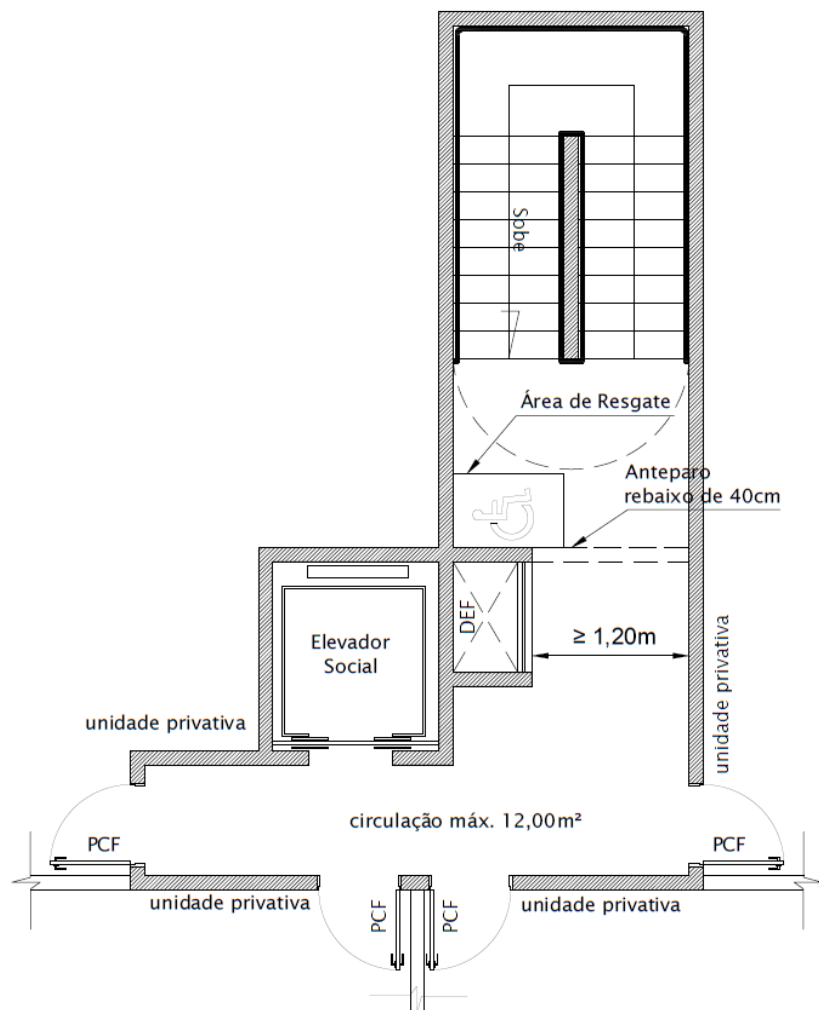 Sobe
Área de Resgate
Anteparo
rebaixo de 40cm
DEF
≥ 1,20m
Elevador
Social
unidade privativa
unidade privativa
circulação máx. 12,00m²
PCF
PCF
unidade privativa
unidade privativa
PCF
PCF